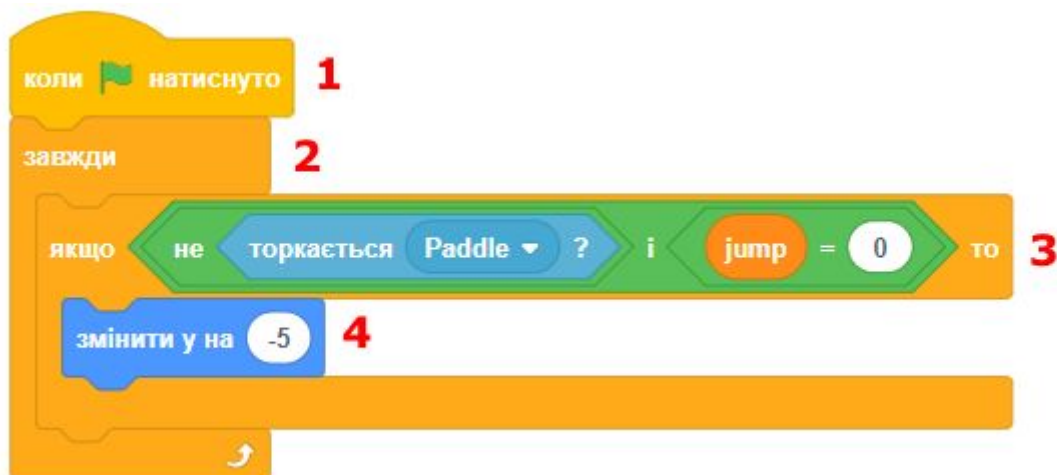 коли натиснуто 1
завжди 2
якщо не торкається Paddle ? і jump = 0 то 3
змінити y на -5 4